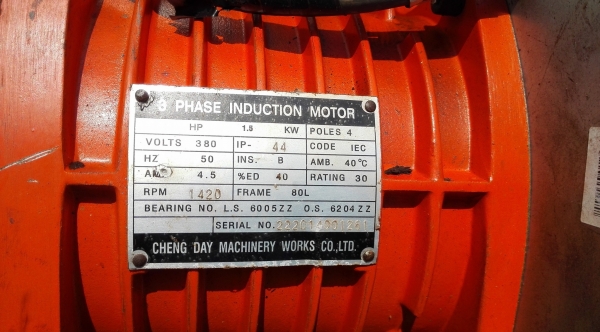 3 PHASE INDUCTION MOTOR
HP 1.5 KW POLES 4
VOLTS 380 IP- 44 CODE IEC
HZ 50 INS. B AMB. 40°C
AM 4.5 %ED 40 RATING 30
RPM 1420 FRAME 80L
BEARING NO. L.S. 6005ZZ O.S. 6204ZZ
SERIAL NO.
CHENG DAY MACHINERY WORKS CO.,LTD.